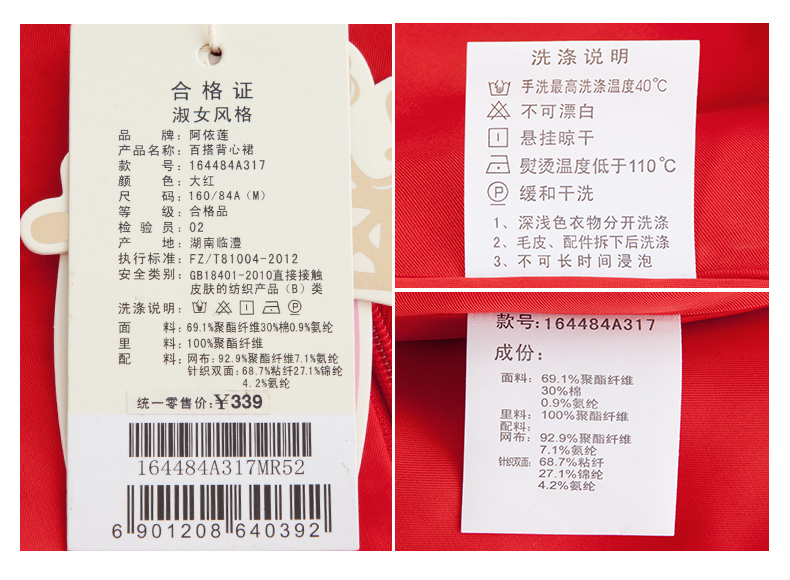 合格证
淑女风格
品 牌：阿依莲
产品名称：百搭背心裙
款 号：164484A317
颜 色：大红
尺 码：160/84A（M）
等 级：合格品
检 验 员：02
产 地：湖南临澧
执行标准：FZ/T81004-2012
安全类别：GB18401-2010直接接触
皮肤的纺织产品（B）类
洗涤说明：
面 料：69.1%聚酯纤维30%棉0.9%氨纶
里 料：100%聚酯纤维
配 料：网布：92.9%聚酯纤维7.1%氨纶
针织双面：68.7%粘纤27.1%锦纶
4.2%氨纶
统一零售价：¥339
164484A317MR52
6 901208 640392
洗涤说明
手洗最高洗涤温度40℃
不可漂白
悬挂晾干
熨烫温度低于110℃
P 缓和干洗
1、深浅色衣物分开洗涤
2、毛皮、配件拆下后洗涤
3、不可长时间浸泡
款号：164484A317
成份：
面料：69.1%聚酯纤维
30%棉
0.9%氨纶
里料：100%聚酯纤维
配料：
网布：92.9%聚酯纤维
7.1%氨纶
针织双面：68.7%粘纤
27.1%锦纶
4.2%氨纶